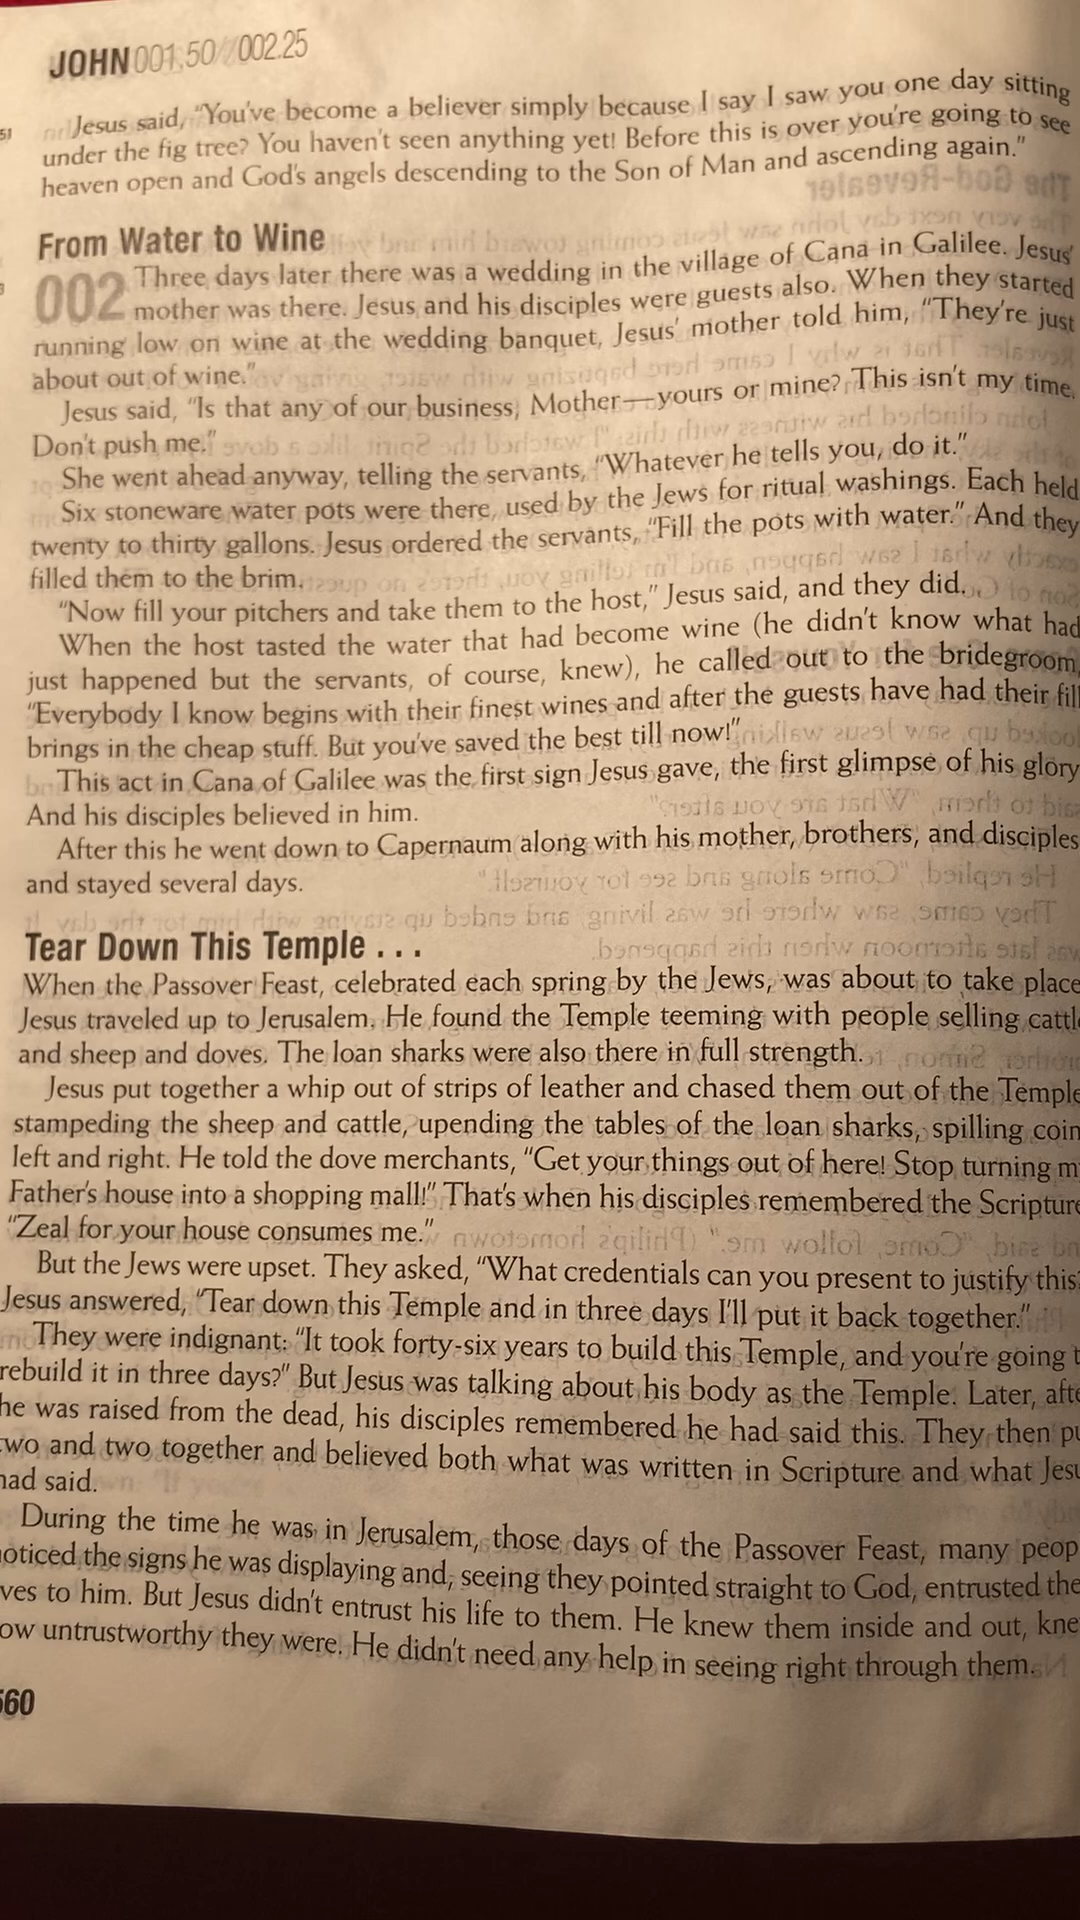 JOHN 001.50 // 002.25
51 Jesus said, "You've become a believer simply because I say I saw you one day sitting
under the fig tree? You haven't seen anything yet! Before this is over you're going to see
heaven open and God's angels descending to the Son of Man and ascending again."
From Water to Wine
002 Three days later there was a wedding in the village of Cana in Galilee. Jesus'
mother was there. Jesus and his disciples were guests also. When they started
running low on wine at the wedding banquet, Jesus' mother told him, "They're just
about out of wine."
Jesus said, "Is that any of our business, Mother—yours or mine? This isn't my time.
Don't push me."
She went ahead anyway, telling the servants, "Whatever he tells you, do it."
Six stoneware water pots were there, used by the Jews for ritual washings. Each held
twenty to thirty gallons. Jesus ordered the servants, "Fill the pots with water." And they
filled them to the brim.
"Now fill your pitchers and take them to the host," Jesus said, and they did.
When the host tasted the water that had become wine (he didn't know what had
just happened but the servants, of course, knew), he called out to the bridegroom,
"Everybody I know begins with their finest wines and after the guests have had their fill
brings in the cheap stuff. But you've saved the best till now!"
This act in Cana of Galilee was the first sign Jesus gave, the first glimpse of his glory
And his disciples believed in him.
After this he went down to Capernaum along with his mother, brothers, and disciples
and stayed several days.
Tear Down This Temple . . .
When the Passover Feast, celebrated each spring by the Jews, was about to take place
Jesus traveled up to Jerusalem. He found the Temple teeming with people selling cattl
and sheep and doves. The loan sharks were also there in full strength.
Jesus put together a whip out of strips of leather and chased them out of the Temple
stampeding the sheep and cattle, upending the tables of the loan sharks, spilling coin
left and right. He told the dove merchants, "Get your things out of here! Stop turning m
Father's house into a shopping mall!" That's when his disciples remembered the Scripture
"Zeal for your house consumes me."
But the Jews were upset. They asked, "What credentials can you present to justify this?
Jesus answered, "Tear down this Temple and in three days I'll put it back together."
They were indignant: "It took forty-six years to build this Temple, and you're going t
rebuild it in three days?" But Jesus was talking about his body as the Temple. Later, afte
he was raised from the dead, his disciples remembered he had said this. They then pu
two and two together and believed both what was written in Scripture and what Jesu
had said.
During the time he was in Jerusalem, those days of the Passover Feast, many peop
oticed the signs he was displaying and, seeing they pointed straight to God, entrusted the
ves to him. But Jesus didn't entrust his life to them. He knew them inside and out, kne
ow untrustworthy they were. He didn't need any help in seeing right through them.
560